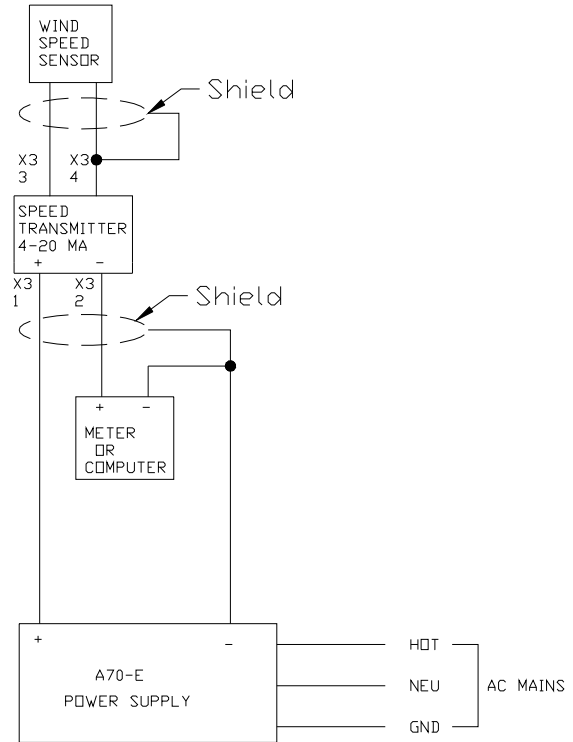 WIND
SPEED
SENSOR
Shield
X3 X3
3 4
SPEED
TRANSMITTER
4-20 MA
+ -
X3 X3
1 2
Shield
+ -
METER
OR
COMPUTER
+ -
A70-E
POWER SUPPLY
HOT
NEU
GND
AC MAINS